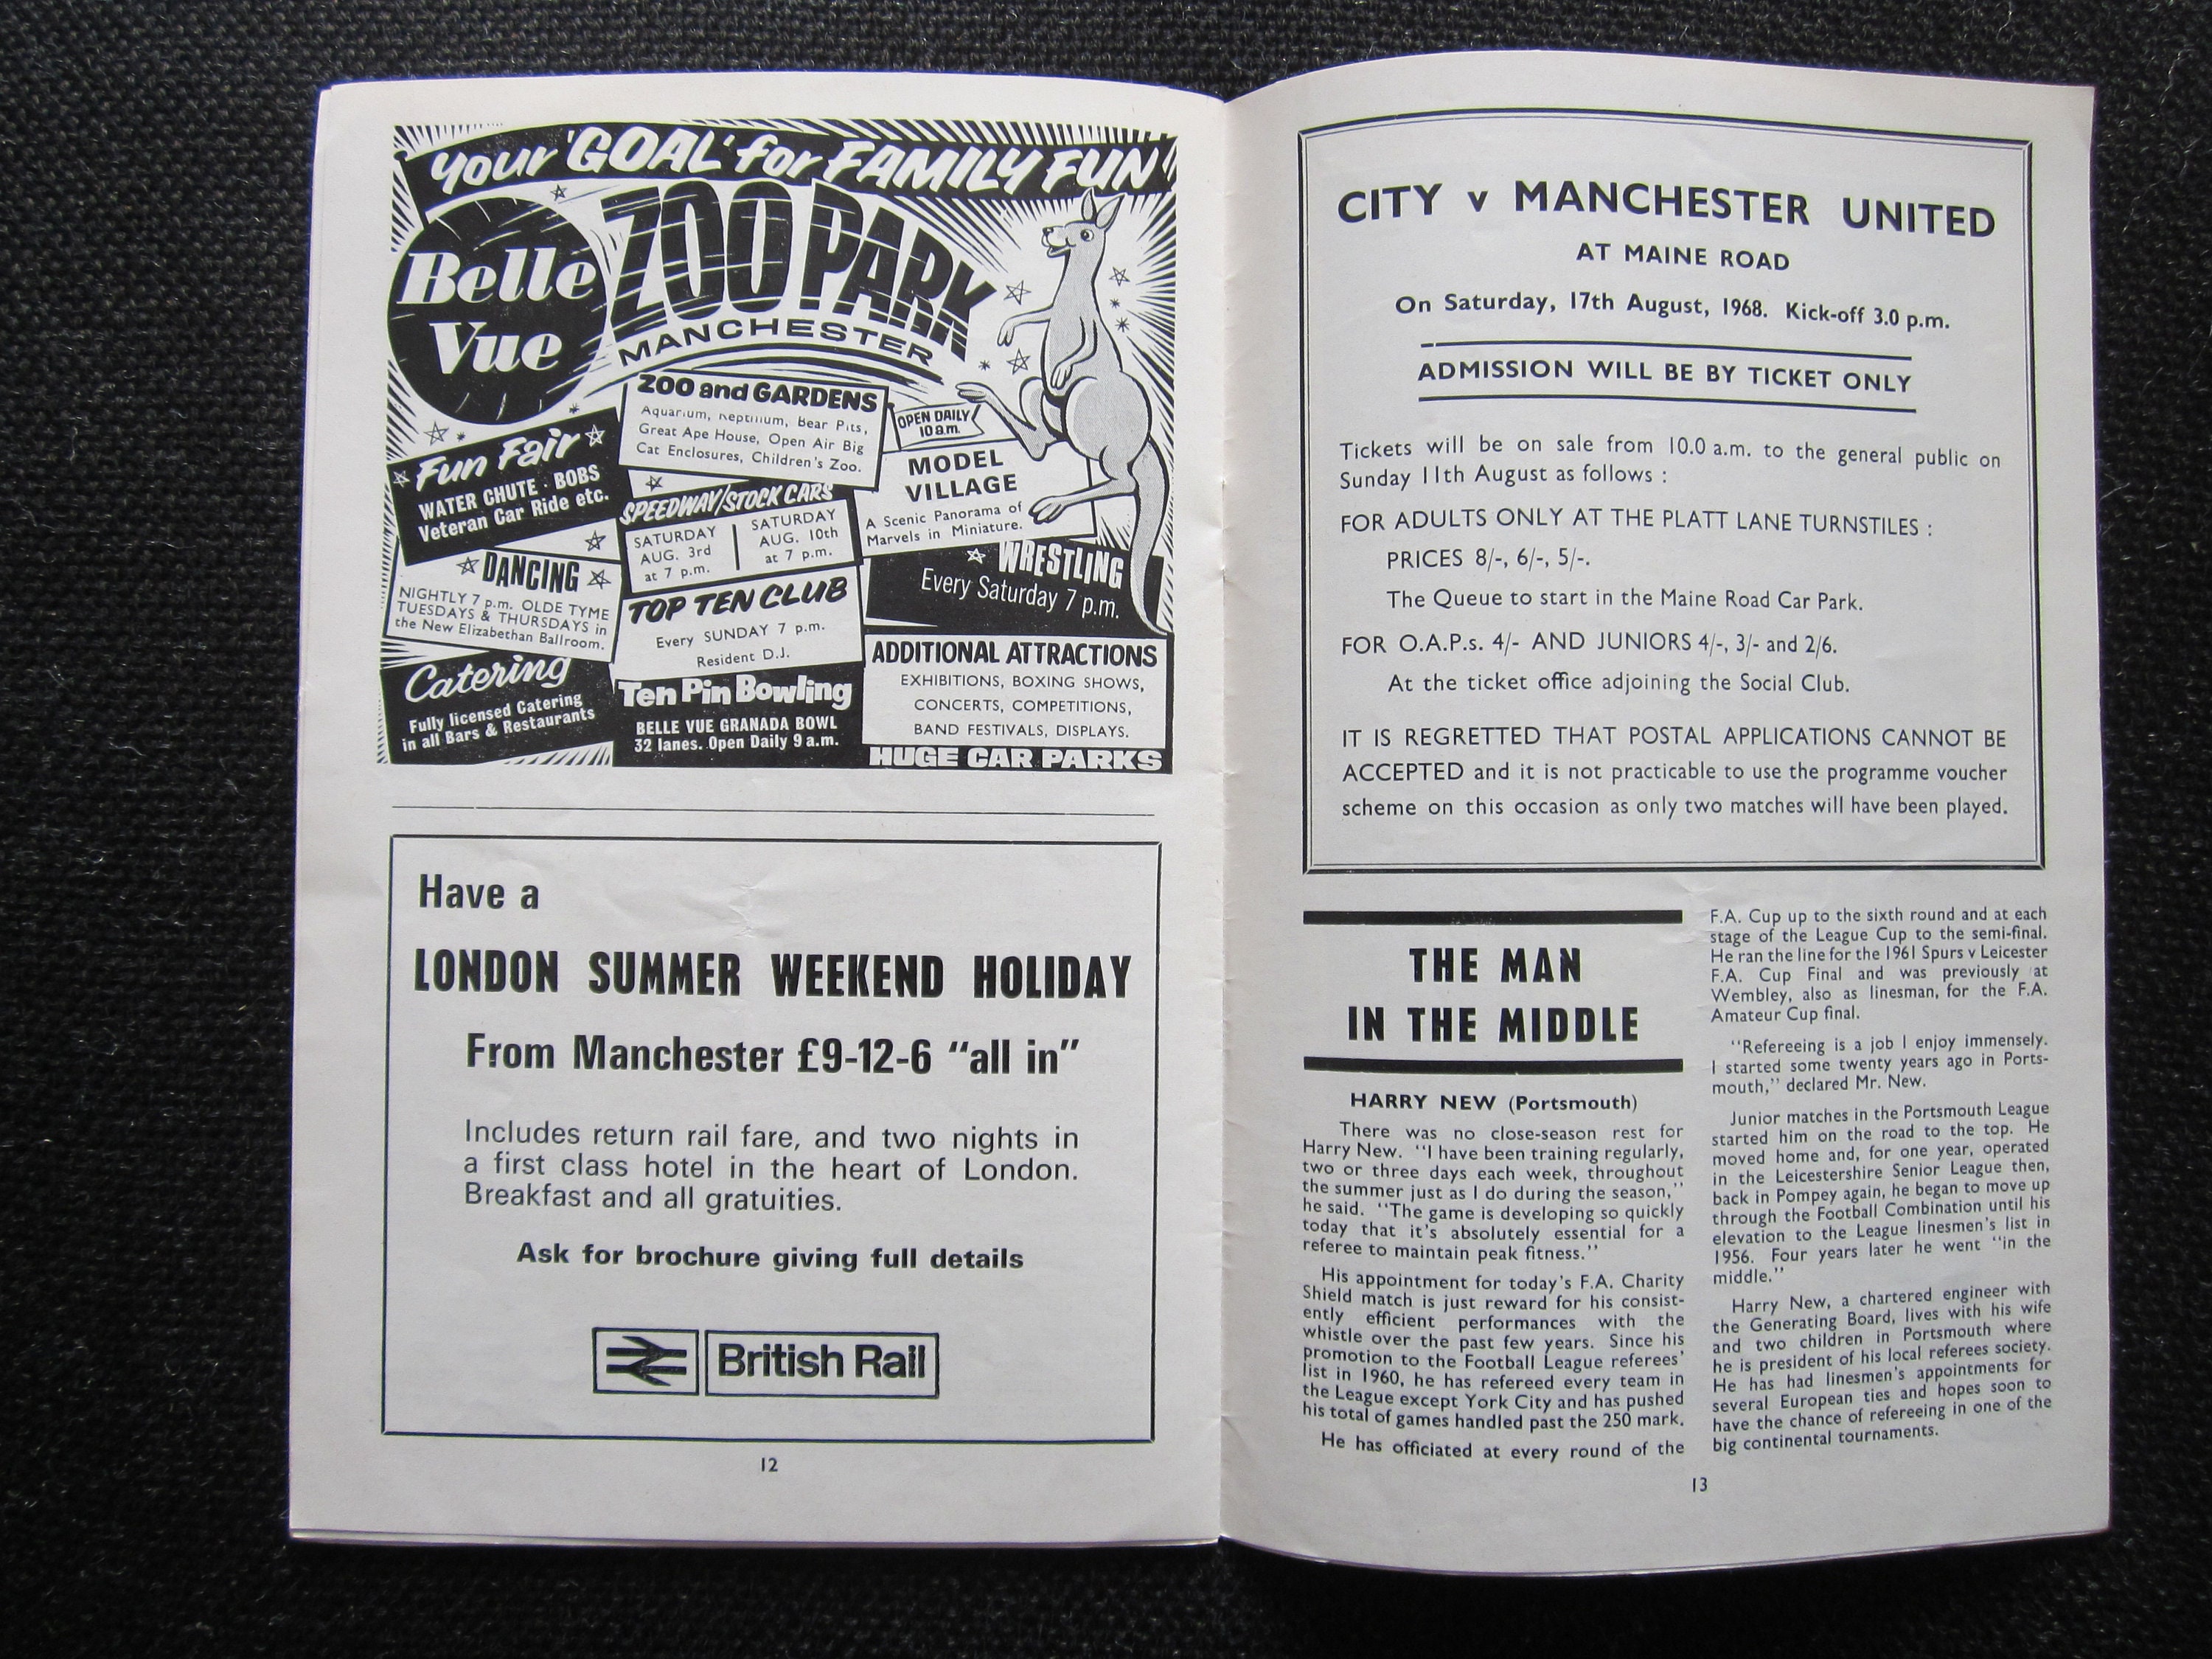 your 'GOAL' for FAMILY FUN
Belle
Vue
ZOO PARK
MANCHESTER
ZOO and GARDENS
Aquarium, Reptilium, Bear Pits,
Great Ape House, Open Air Big
Cat Enclosures, Children's Zoo.
OPEN DAILY
10 a.m.
Fun Fair
WATER CHUTE . BOBS
Veteran Car Ride etc.
SPEEDWAY/STOCK CARS
SATURDAY
AUG. 3rd
at 7 p.m.
SATURDAY
AUG. 10th
at 7 p.m.
MODEL
VILLAGE
A Scenic Panorama of
Marvels in Miniature.
DANCING
NIGHTLY 7 p.m. OLDE TYME
TUESDAYS & THURSDAYS in
the New Elizabethan Ballroom.
TOP TEN CLUB
Every SUNDAY 7 p.m.
Resident D.J.
WRESTLING
Every Saturday 7 p.m.
Catering
Fully licensed Catering
in all Bars & Restaurants
Ten Pin Bowling
BELLE VUE GRANADA BOWL
32 lanes. Open Daily 9 a.m.
ADDITIONAL ATTRACTIONS
EXHIBITIONS, BOXING SHOWS,
CONCERTS, COMPETITIONS,
BAND FESTIVALS, DISPLAYS.
HUGE CAR PARKS
Have a
LONDON SUMMER WEEKEND HOLIDAY
From Manchester £9-12-6 "all in"
Includes return rail fare, and two nights in
a first class hotel in the heart of London.
Breakfast and all gratuities.
Ask for brochure giving full details
British Rail
12
CITY v MANCHESTER UNITED
AT MAINE ROAD
On Saturday, 17th August, 1968. Kick-off 3.0 p.m.
ADMISSION WILL BE BY TICKET ONLY
Tickets will be on sale from 10.0 a.m. to the general public on
Sunday 11th August as follows :
FOR ADULTS ONLY AT THE PLATT LANE TURNSTILES :
PRICES 8/-, 6/-, 5/-.
The Queue to start in the Maine Road Car Park.
FOR O.A.P.s. 4/- AND JUNIORS 4/-, 3/- and 2/6.
At the ticket office adjoining the Social Club.
IT IS REGRETTED THAT POSTAL APPLICATIONS CANNOT BE
ACCEPTED and it is not practicable to use the programme voucher
scheme on this occasion as only two matches will have been played.
THE MAN
IN THE MIDDLE
HARRY NEW (Portsmouth)
There was no close-season rest for
Harry New. "I have been training regularly,
two or three days each week, throughout
the summer just as I do during the season,"
he said. "The game is developing so quickly
today that it's absolutely essential for a
referee to maintain peak fitness."
His appointment for today's F.A. Charity
Shield match is just reward for his consist-
ently efficient performances with the
whistle over the past few years. Since his
promotion to the Football League referees'
list in 1960, he has refereed every team in
the League except York City and has pushed
his total of games handled past the 250 mark.
He has officiated at every round of the
F.A. Cup up to the sixth round and at each
stage of the League Cup to the semi-final.
He ran the line for the 1961 Spurs v Leicester
F.A. Cup Final and was previously at
Wembley, also as linesman, for the F.A.
Amateur Cup final.
"Refereeing is a job I enjoy immensely.
I started some twenty years ago in Ports-
mouth," declared Mr. New.
Junior matches in the Portsmouth League
started him on the road to the top. He
moved home and, for one year, operated
in the Leicestershire Senior League then,
back in Pompey again, he began to move up
through the Football Combination until his
elevation to the League linesmen's list in
1956. Four years later he went "in the
middle."
Harry New, a chartered engineer with
the Generating Board, lives with his wife
and two children in Portsmouth where
he is president of his local referees society.
He has had linesmen's appointments for
several European ties and hopes soon to
have the chance of refereeing in one of the
big continental tournaments.
13